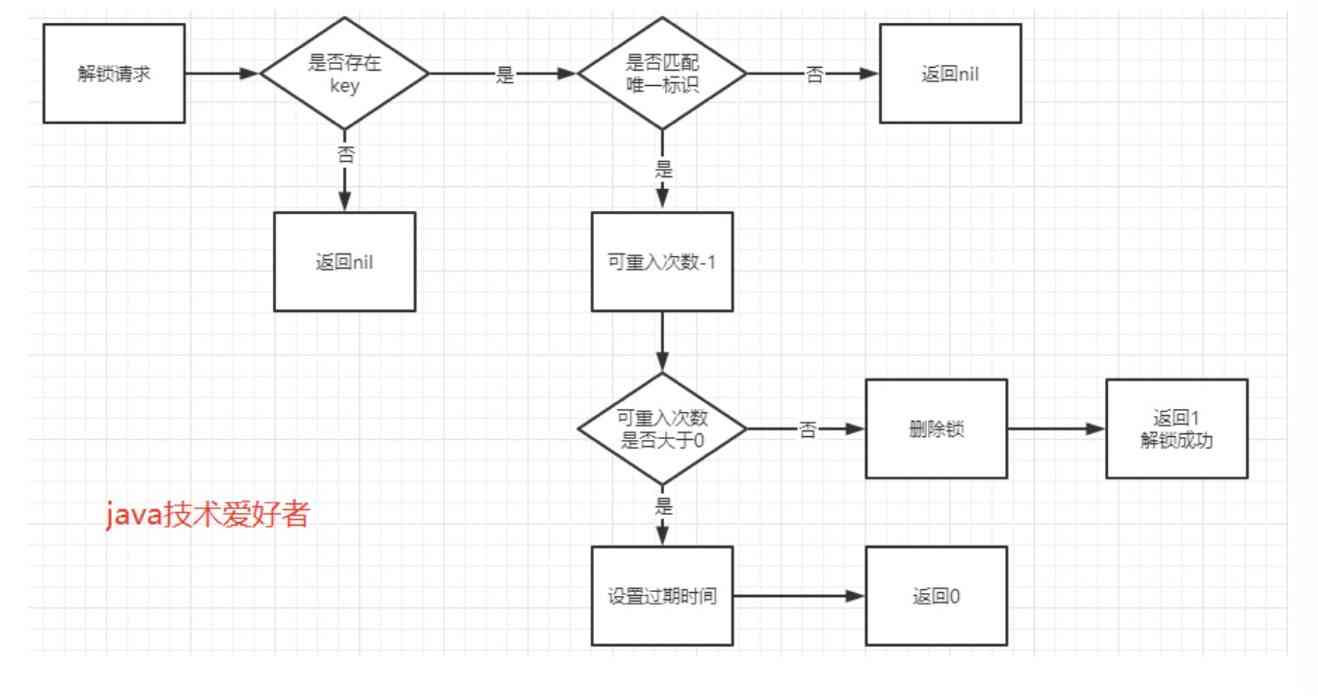 解锁请求
是否存在
key
是
是否匹配
唯一标识
否
返回nil
否
是
返回nil
可重入次数-1
可重入次数
是否大于0
否
删除锁
返回1
解锁成功
java技术爱好者
是
设置过期时间
返回0